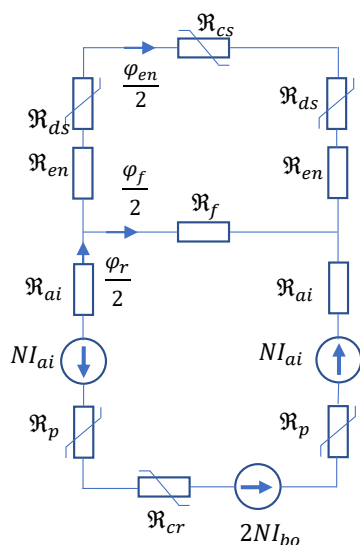 ℜcs
φen
2
ℜds
ℜds
ℜen
ℜen
φf
2
ℜf
ℜai
φr
2
ℜai
NIai
NIai
ℜp
ℜp
ℜcr
2NIbo